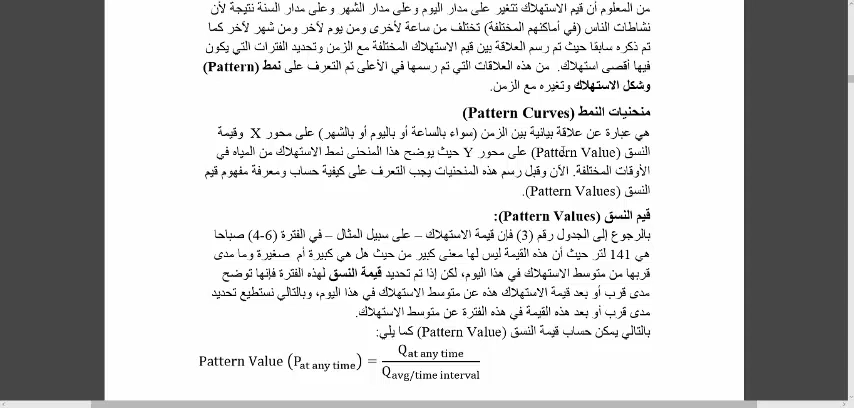 من المعلوم أن قيم الاستهلاك تتغير على مدار اليوم وعلى مدار الشهر وعلى مدار السنة نتيجة لأن
نشاطات الناس (في أماكنهم المختلفة) تختلف من ساعة لأخرى ومن يوم لآخر ومن شهر لآخر كما
تم ذكره سابقا حيث تم رسم العلاقة بين قيم الاستهلاك المختلفة مع الزمن وتحديد الفترات التي يكون
فيها أقصى استهلاك. من هذه العلاقات التي تم رسمها في الأعلى تم التعرف على نمط (Pattern)
وشكل الاستهلاك وتغيره مع الزمن.
منحنيات النمط (Pattern Curves)
هي عبارة عن علاقة بيانية بين الزمن (سواء بالساعة أو باليوم أو بالشهر) على محور X وقيمة
النسق (Pattern Value) على محور Y حيث يوضح هذا المنحنى نمط الاستهلاك من المياه في
الأوقات المختلفة. الآن وقبل رسم هذه المنحنيات يجب التعرف على كيفية حساب ومعرفة مفهوم قيم
النسق (Pattern Values).
قيم النسق (Pattern Values):
بالرجوع إلى الجدول رقم (3) فإن قيمة الاستهلاك – على سبيل المثال – في الفترة (4-6) صباحا
هي 141 لتر حيث أن هذه القيمة ليس لها معنى كبير من حيث هل هي كبيرة أم صغيرة وما مدى
قربها من متوسط الاستهلاك في هذا اليوم، لكن إذا تم تحديد قيمة النسق لهذه الفترة فإنها توضح
مدى قرب أو بعد قيمة الاستهلاك هذه عن متوسط الاستهلاك في هذا اليوم، وبالتالي نستطيع تحديد
مدى قرب أو بعد هذه القيمة في هذه الفترة عن متوسط الاستهلاك.
بالتالي يمكن حساب قيمة النسق (Pattern Value) كما يلي:
Pattern Value (P at any time) = Q at any time / Q avg/time interval